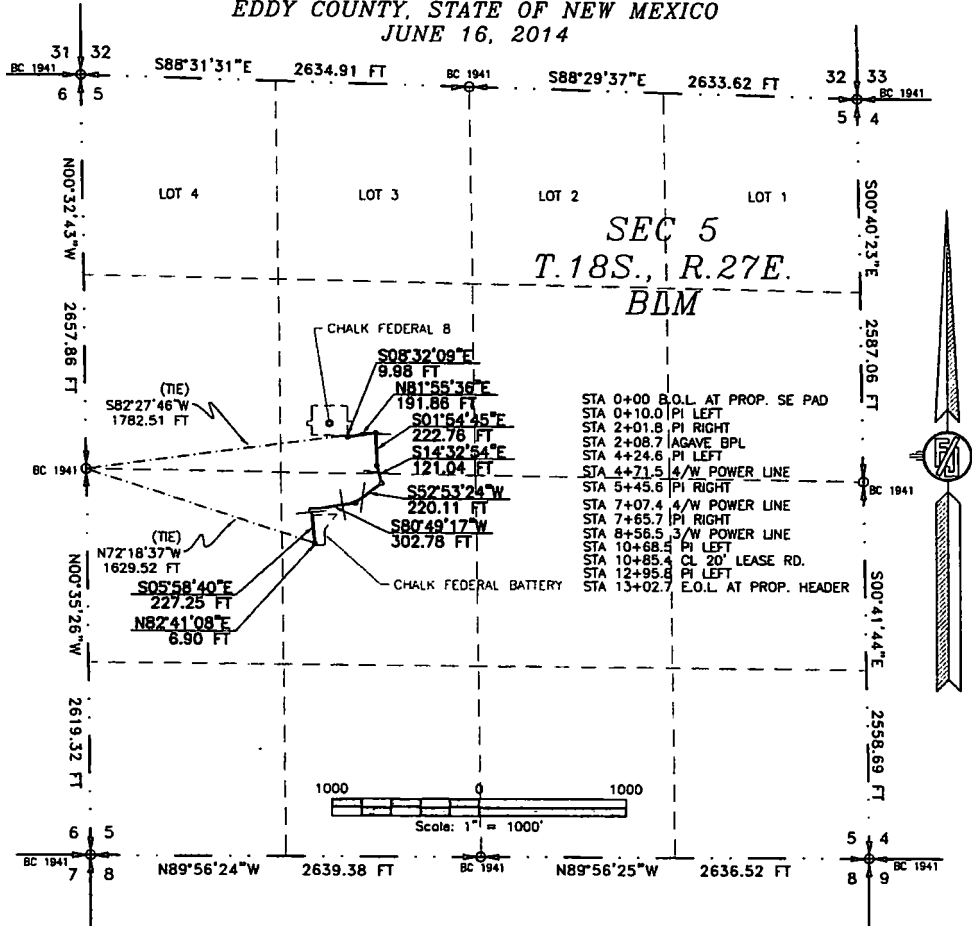 EDDY COUNTY, STATE OF NEW MEXICO
JUNE 16, 2014
31 32
BC 1941
6 5
S88°31'31"E 2634.91 FT
BC 1941
S88°29'37"E 2633.62 FT
32 33
BC 1941
5 4
LOT 4
LOT 3
LOT 2
LOT 1
N00°32'43"W 2657.86 FT
S00°40'23"E 2587.06 FT
SEC 5
T.18S., R.27E.
BLM
CHALK FEDERAL 8
S08°32'09"E
9.98 FT
N81°55'36"E
191.86 FT
S01°54'45"E
222.76 FT
S14°32'54"E
121.04 FT
S52°53'24"W
220.11 FT
S80°49'17"W
302.78 FT
(TIE)
S82°27'46"W
1782.51 FT
BC 1941
(TIE)
N72°18'37"W
1629.52 FT
S05°58'40"E
227.25 FT
N82°41'08"E
6.90 FT
CHALK FEDERAL BATTERY
STA 0+00 B.O.L. AT PROP. SE PAD
STA 0+10.0 PI LEFT
STA 2+01.8 PI RIGHT
STA 2+08.7 AGAVE BPL
STA 4+24.6 PI LEFT
STA 4+71.5 4/W POWER LINE
STA 5+45.6 PI RIGHT
STA 7+07.4 4/W POWER LINE
STA 7+65.7 PI RIGHT
STA 8+56.5 3/W POWER LINE
STA 10+68.5 PI LEFT
STA 10+85.4 CL 20' LEASE RD.
STA 12+95.8 PI LEFT
STA 13+02.7 E.O.L. AT PROP. HEADER
BC 1941
N00°35'26"W 2619.32 FT
S00°41'44"E 2558.69 FT
1000 0 1000
Scale: 1" = 1000'
6 5
BC 1941
7 8
N89°56'24"W 2639.38 FT
BC 1941
N89°56'25"W 2636.52 FT
5 4
BC 1941
8 9